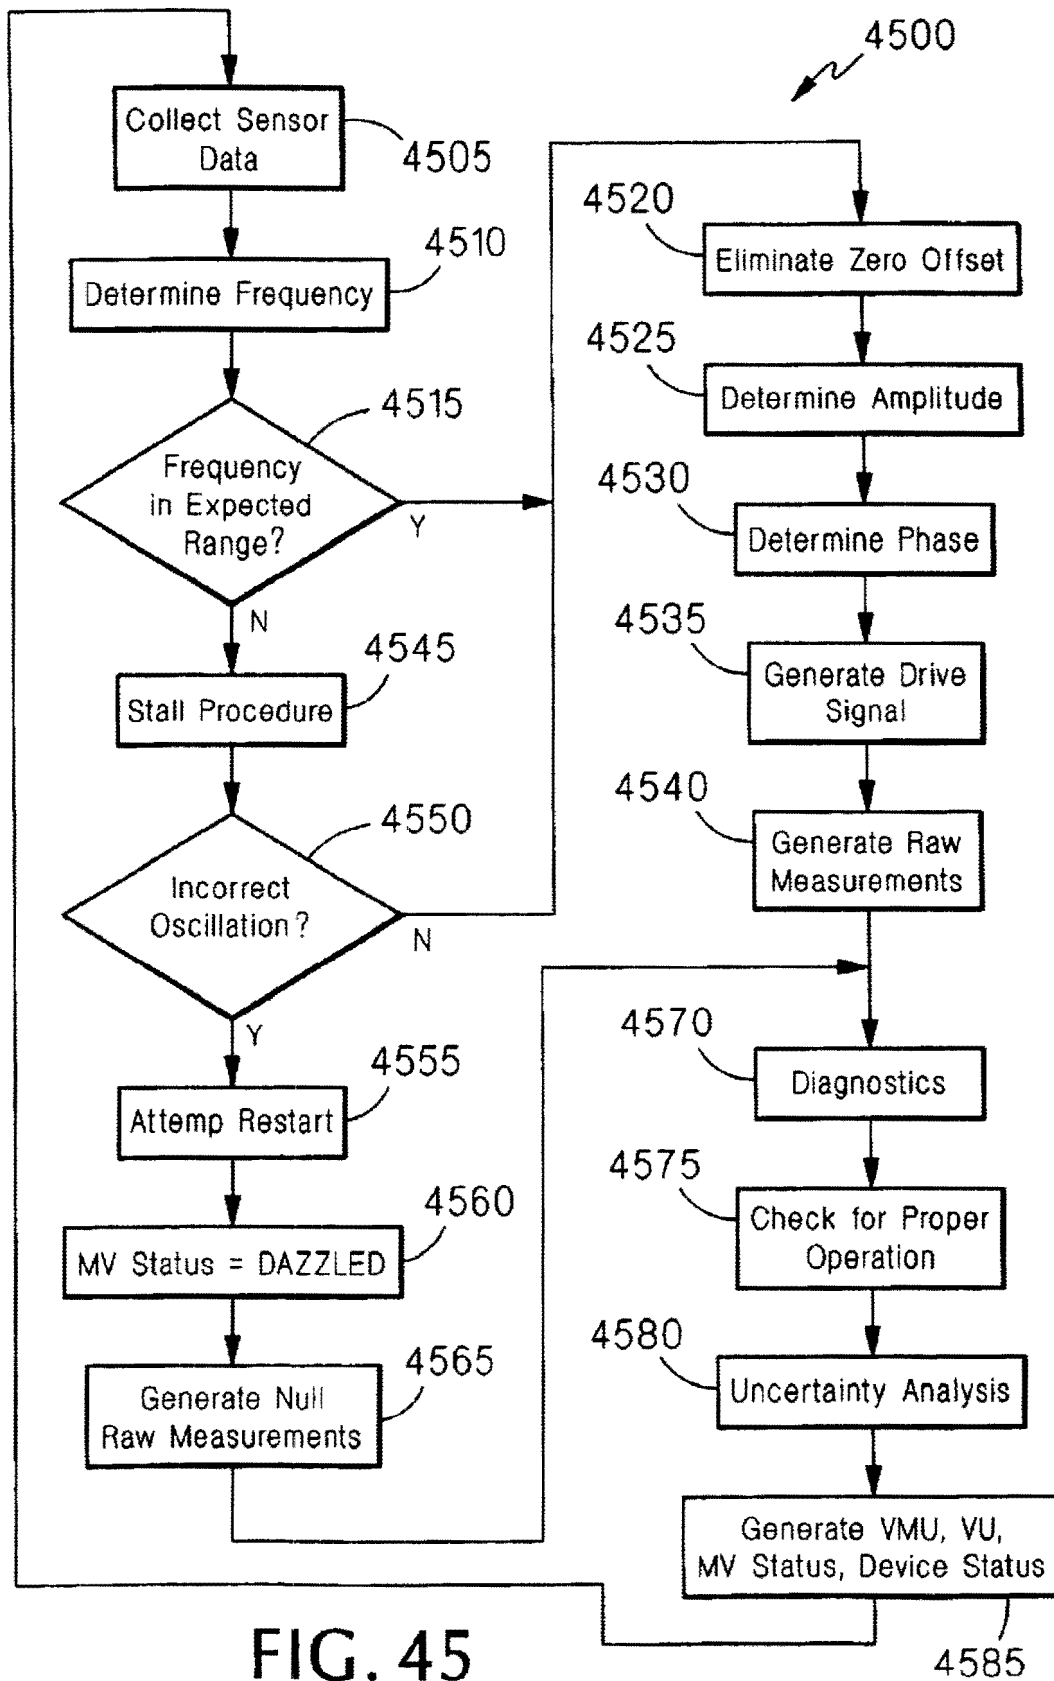 4500
Collect Sensor
Data
4505
4510
Determine Frequency
4515
Frequency
in Expected
Range?
Y
N
4545
Stall Procedure
4550
Incorrect
Oscillation?
N
Y
4555
Attemp Restart
4560
MV Status = DAZZLED
4565
Generate Null
Raw Measurements
4520
Eliminate Zero Offset
4525
Determine Amplitude
4530
Determine Phase
4535
Generate Drive
Signal
4540
Generate Raw
Measurements
4570
Diagnostics
4575
Check for Proper
Operation
4580
Uncertainty Analysis
Generate VMU, VU,
MV Status, Device Status
4585
FIG. 45